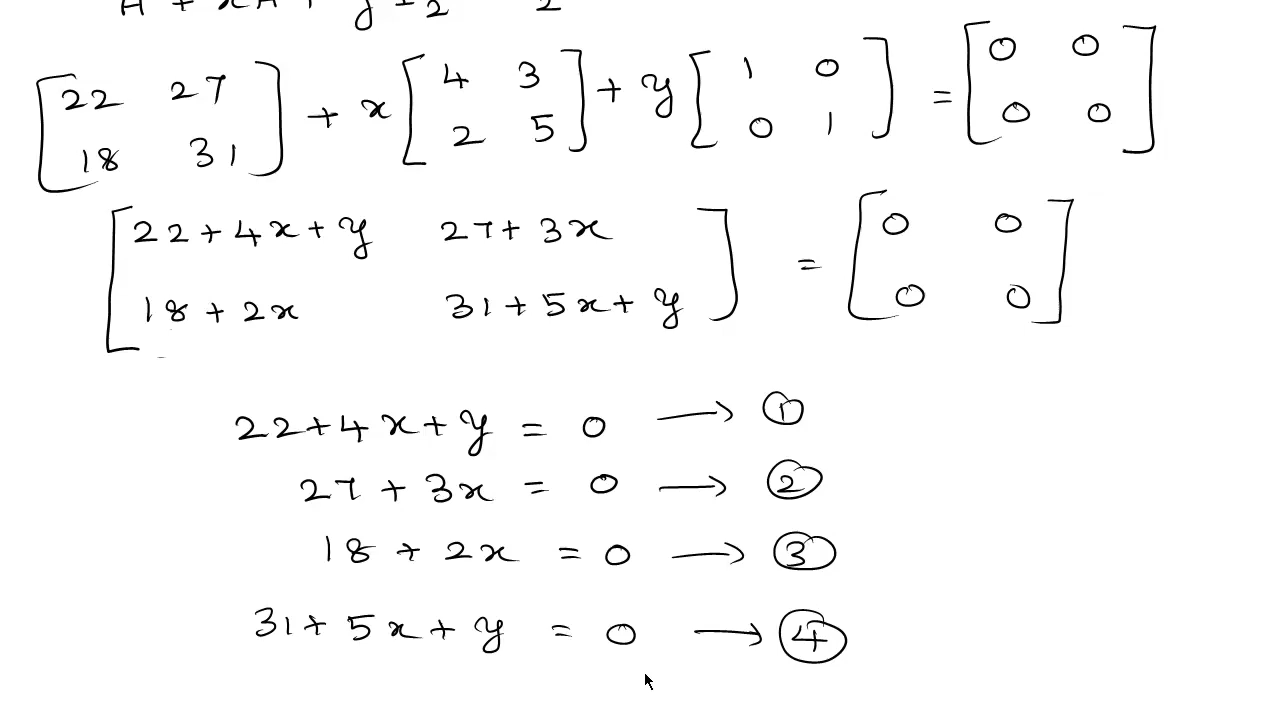 [22 27; 18 31] + x [4 3; 2 5] + y [1 0; 0 1] = [0 0; 0 0]
[22+4x+y 27+3x; 18+2x 31+5x+y] = [0 0; 0 0]
22+4x+y = 0 → ①
27+3x = 0 → ②
18+2x = 0 → ③
31+5x+y = 0 → ④